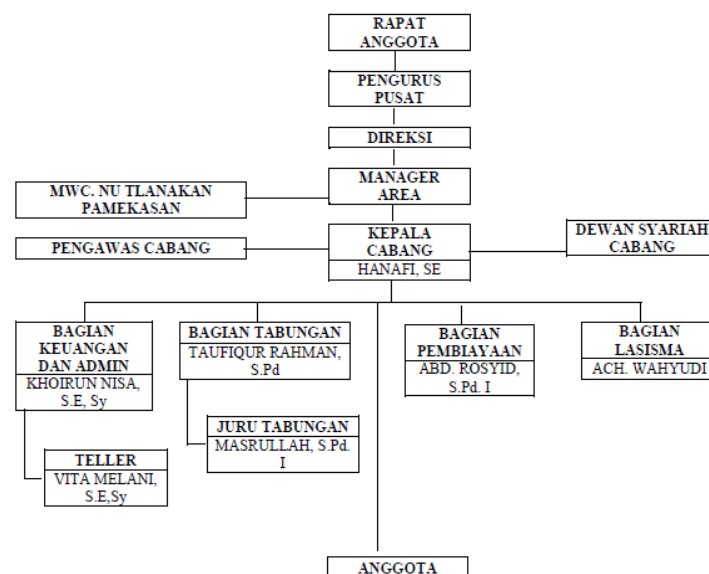 RAPAT
ANGGOTA
PENGURUS
PUSAT
DIREKSI
MANAGER
AREA
MWC. NU TLANAKAN
PAMEKASAN
KEPALA
CABANG
HANAFI, SE
PENGAWAS CABANG
DEWAN SYARIAH
CABANG
BAGIAN
KEUANGAN
DAN ADMIN
KHOIRUN NISA,
S.E, Sy
BAGIAN TABUNGAN
TAUFIQUR RAHMAN,
S.Pd
BAGIAN
PEMBIAYAAN
ABD. ROSYID,
S.Pd. I
BAGIAN
LASISMA
ACH. WAHYUDI
JURU TABUNGAN
MASRULLAH, S.Pd.
I
TELLER
VITA MELANI,
S.E,Sy
ANGGOTA